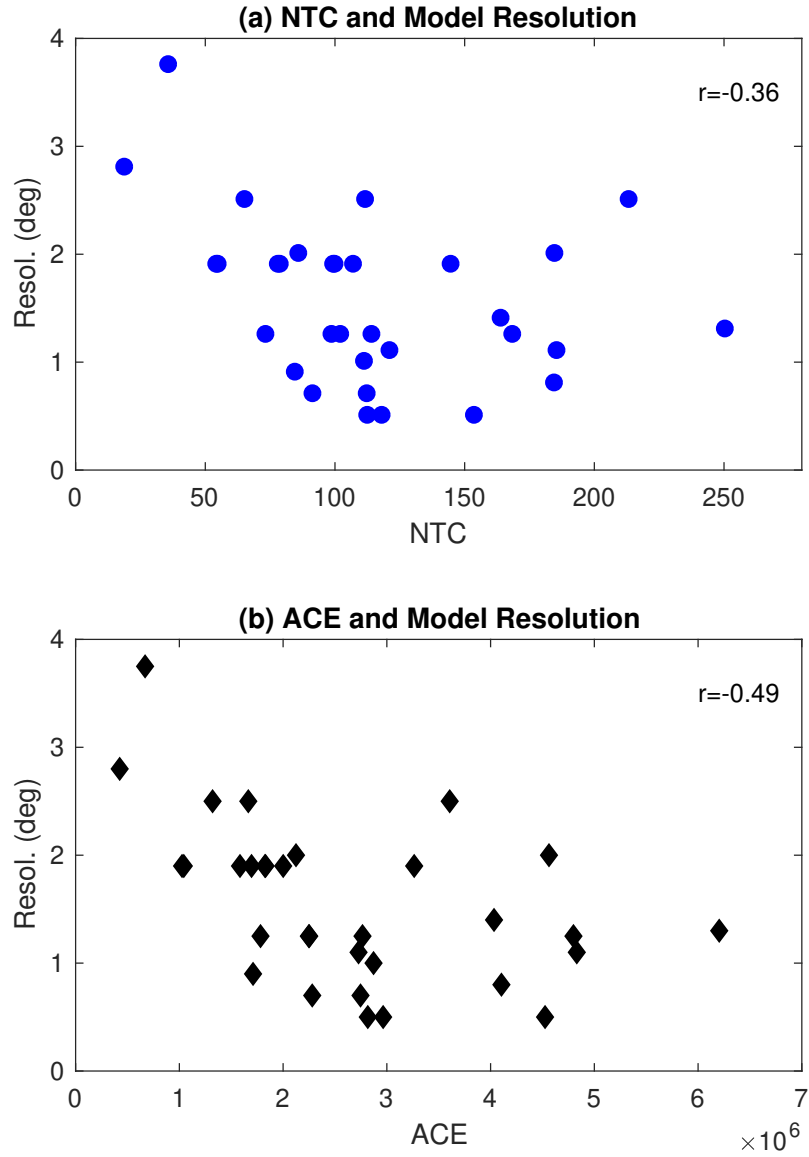 (a) NTC and Model Resolution
4
r=-0.36
3
Resol. (deg)
2
1
0
0 50 100 150 200 250
NTC
(b) ACE and Model Resolution
4
r=-0.49
3
Resol. (deg)
2
1
0
0 1 2 3 4 5 6 7
ACE
×10⁶